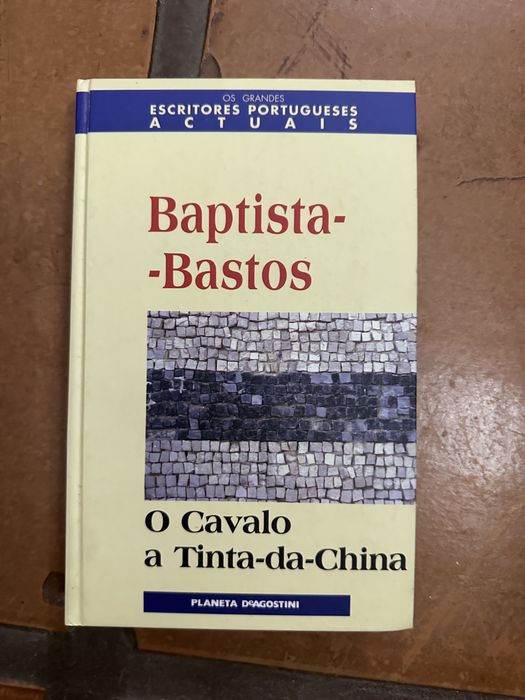 OS GRANDES
ESCRITORES PORTUGUESES
ACTUAIS
Baptista-
-Bastos
O Cavalo
a Tinta-da-China
PLANETA DeAGOSTINI